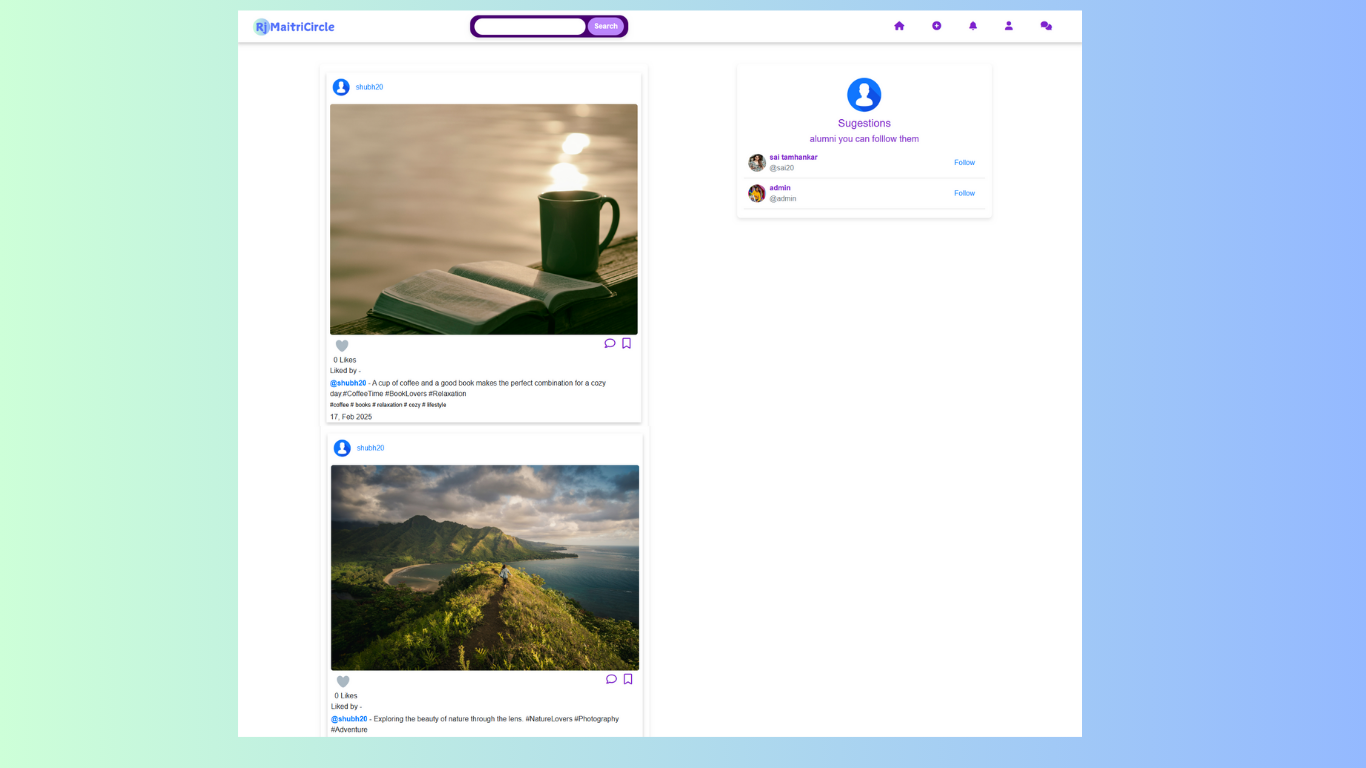 Rj MaitriCircle
Search
shubh20
0 Likes
Liked by -
@shubh20 - A cup of coffee and a good book makes the perfect combination for a cozy
day.#CoffeeTime #BookLovers #Relaxation
#coffee # books # relaxation # cozy # lifestyle
17, Feb 2025
shubh20
0 Likes
Liked by -
@shubh20 - Exploring the beauty of nature through the lens. #NatureLovers #Photography
#Adventure
Sugestions
alumni you can folllow them
sai tamhankar
@sai20
Follow
admin
@admin
Follow